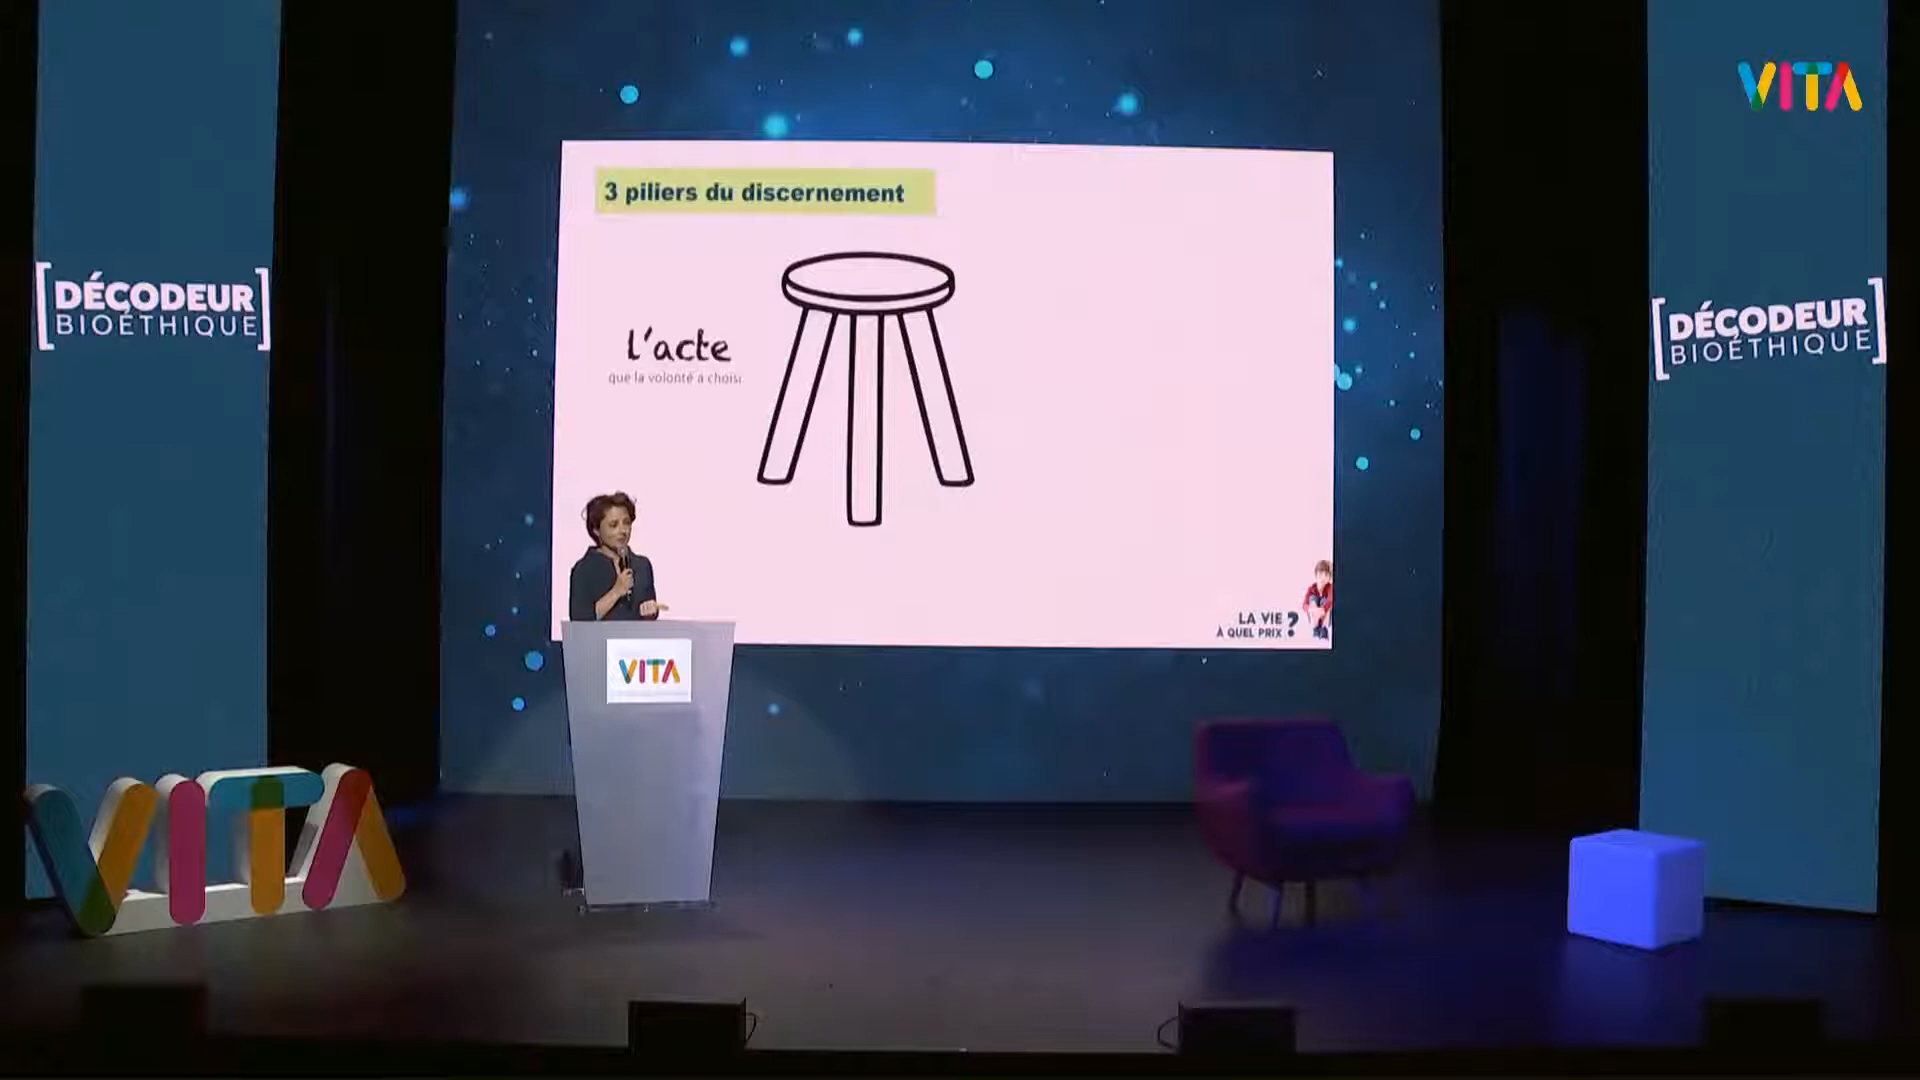 VITA
[DÉCODEUR
BIOÉTHIQUE]
3 piliers du discernement
l'acte
que la volonté a choisi
LA VIE
À QUEL PRIX ?
VITA
[DÉCODEUR
BIOÉTHIQUE]
VITA